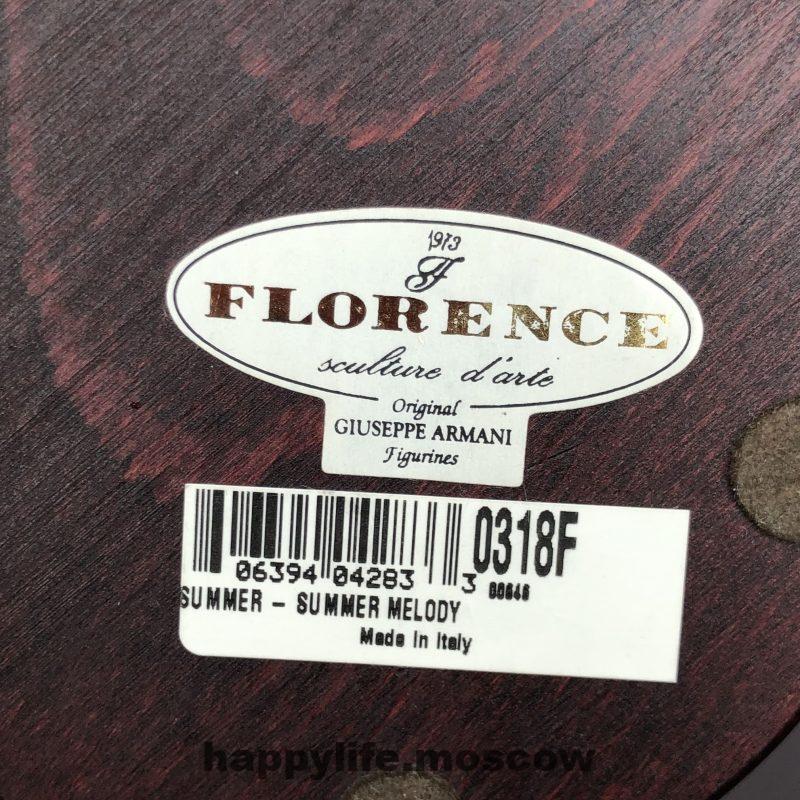 1973
FLORENCE
sculture d'arte
Original
GIUSEPPE ARMANI
Figurines
0318F
06394 04283 3 00646
SUMMER - SUMMER MELODY
Made In Italy
happylife.moscow